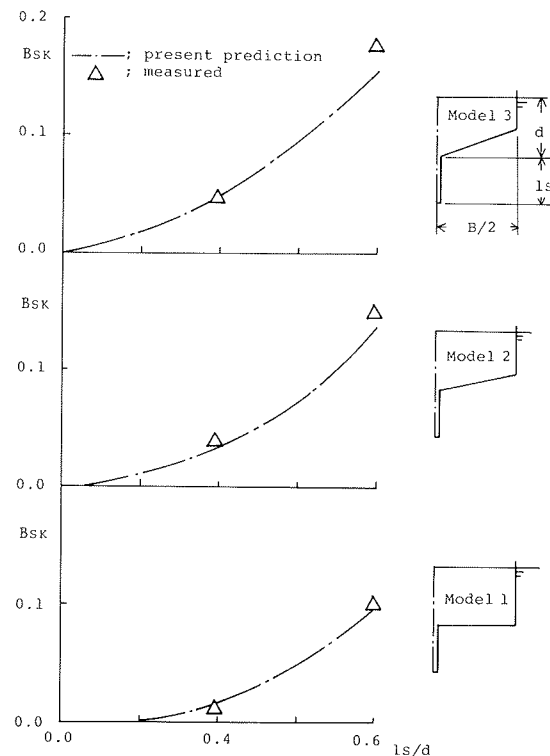 0.2
BSK
—·—; present prediction
△ ; measured
0.1
0.0
Model 3
d
ls
B/2
BSK
0.1
0.0
Model 2
BSK
0.1
0.0
Model 1
0.0
0.4
0.6
ls/d